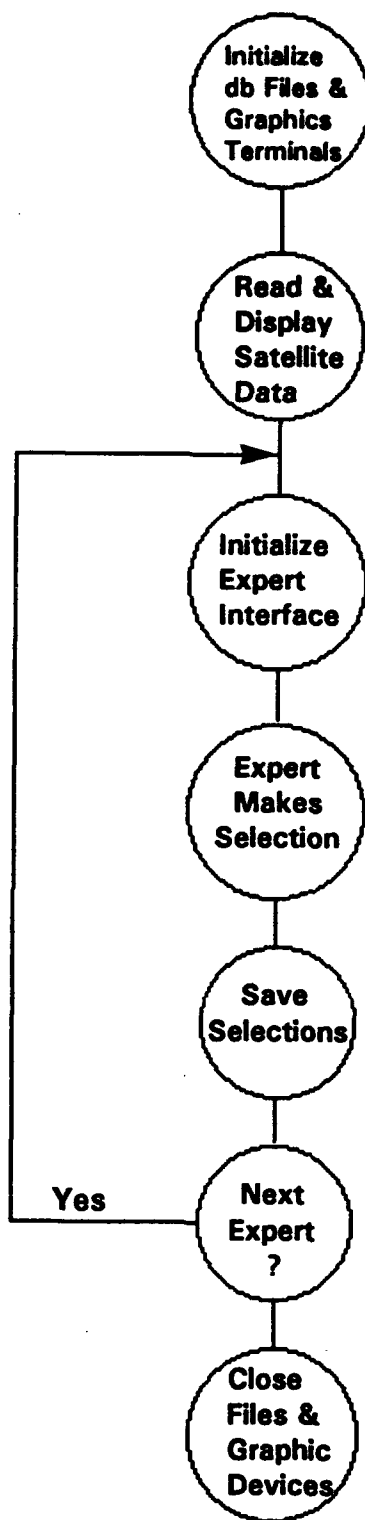 Initialize
db Files &
Graphics
Terminals
Read &
Display
Satellite
Data
Initialize
Expert
Interface
Expert
Makes
Selection
Save
Selections
Yes
Next
Expert
?
Close
Files &
Graphic
Devices